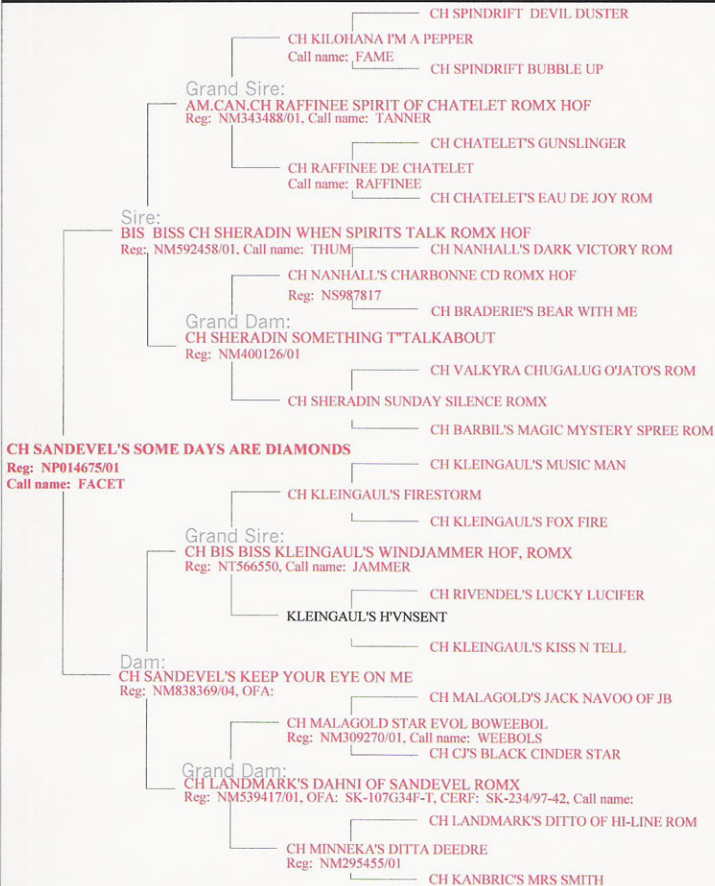 CH SPINDRIFT DEVIL DUSTER
CH KILOHANA I'M A PEPPER
Call name: FAME
CH SPINDRIFT BUBBLE UP
Grand Sire:
AM.CAN.CH RAFFINEE SPIRIT OF CHATELET ROMX HOF
Reg: NM343488/01, Call name: TANNER
CH CHATELET'S GUNSLINGER
CH RAFFINEE DE CHATELET
Call name: RAFFINEE
CH CHATELET'S EAU DE JOY ROM
Sire:
BIS BISS CH SHERADIN WHEN SPIRITS TALK ROMX HOF
Reg: NM592458/01, Call name: THUM
CH NANHALL'S DARK VICTORY ROM
CH NANHALL'S CHARBONNE CD ROMX HOF
Reg: NS987817
CH BRADERIE'S BEAR WITH ME
Grand Dam:
CH SHERADIN SOMETHING T"TALKABOUT
Reg: NM400126/01
CH VALKYRA CHUGALUG O'JATO'S ROM
CH SHERADIN SUNDAY SILENCE ROMX
CH BARBIL'S MAGIC MYSTERY SPREE ROM
CH SANDEVEL'S SOME DAYS ARE DIAMONDS
Reg: NP014675/01
Call name: FACET
CH KLEINGAUL'S MUSIC MAN
CH KLEINGAUL'S FIRESTORM
CH KLEINGAUL'S FOX FIRE
Grand Sire:
CH BIS BISS KLEINGAUL'S WINDJAMMER HOF, ROMX
Reg: NT566550, Call name: JAMMER
CH RIVENDEL'S LUCKY LUCIFER
KLEINGAUL'S H'VNSENT
CH KLEINGAUL'S KISS N TELL
Dam:
CH SANDEVEL'S KEEP YOUR EYE ON ME
Reg: NM838369/04, OFA:
CH MALAGOLD'S JACK NAVOO OF JB
CH MALAGOLD STAR EVOL BOWEEBOL
Reg: NM309270/01, Call name: WEEBOLS
CH CJ'S BLACK CINDER STAR
Grand Dam:
CH LANDMARK'S DAHNI OF SANDEVEL ROMX
Reg: NM539417/01, OFA: SK-107G34F-T, CERF: SK-234/97-42, Call name:
CH LANDMARK'S DITTO OF HI-LINE ROM
CH MINNEKA'S DITTA DEEDRE
Reg: NM295455/01
CH KANBRIC'S MRS SMITH